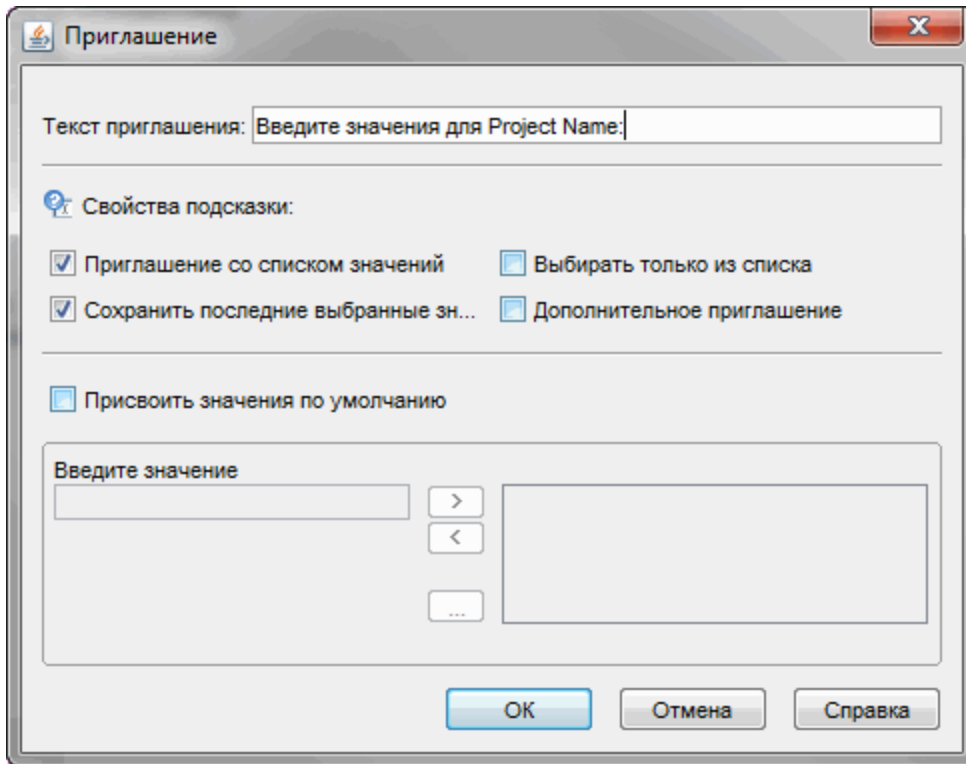 Приглашение
Текст приглашения: Введите значения для Project Name:
Свойства подсказки:
Приглашение со списком значений Выбирать только из списка
Сохранить последние выбранные зн... Дополнительное приглашение
Присвоить значения по умолчанию
Введите значение
>
<
...
ОК Отмена Справка